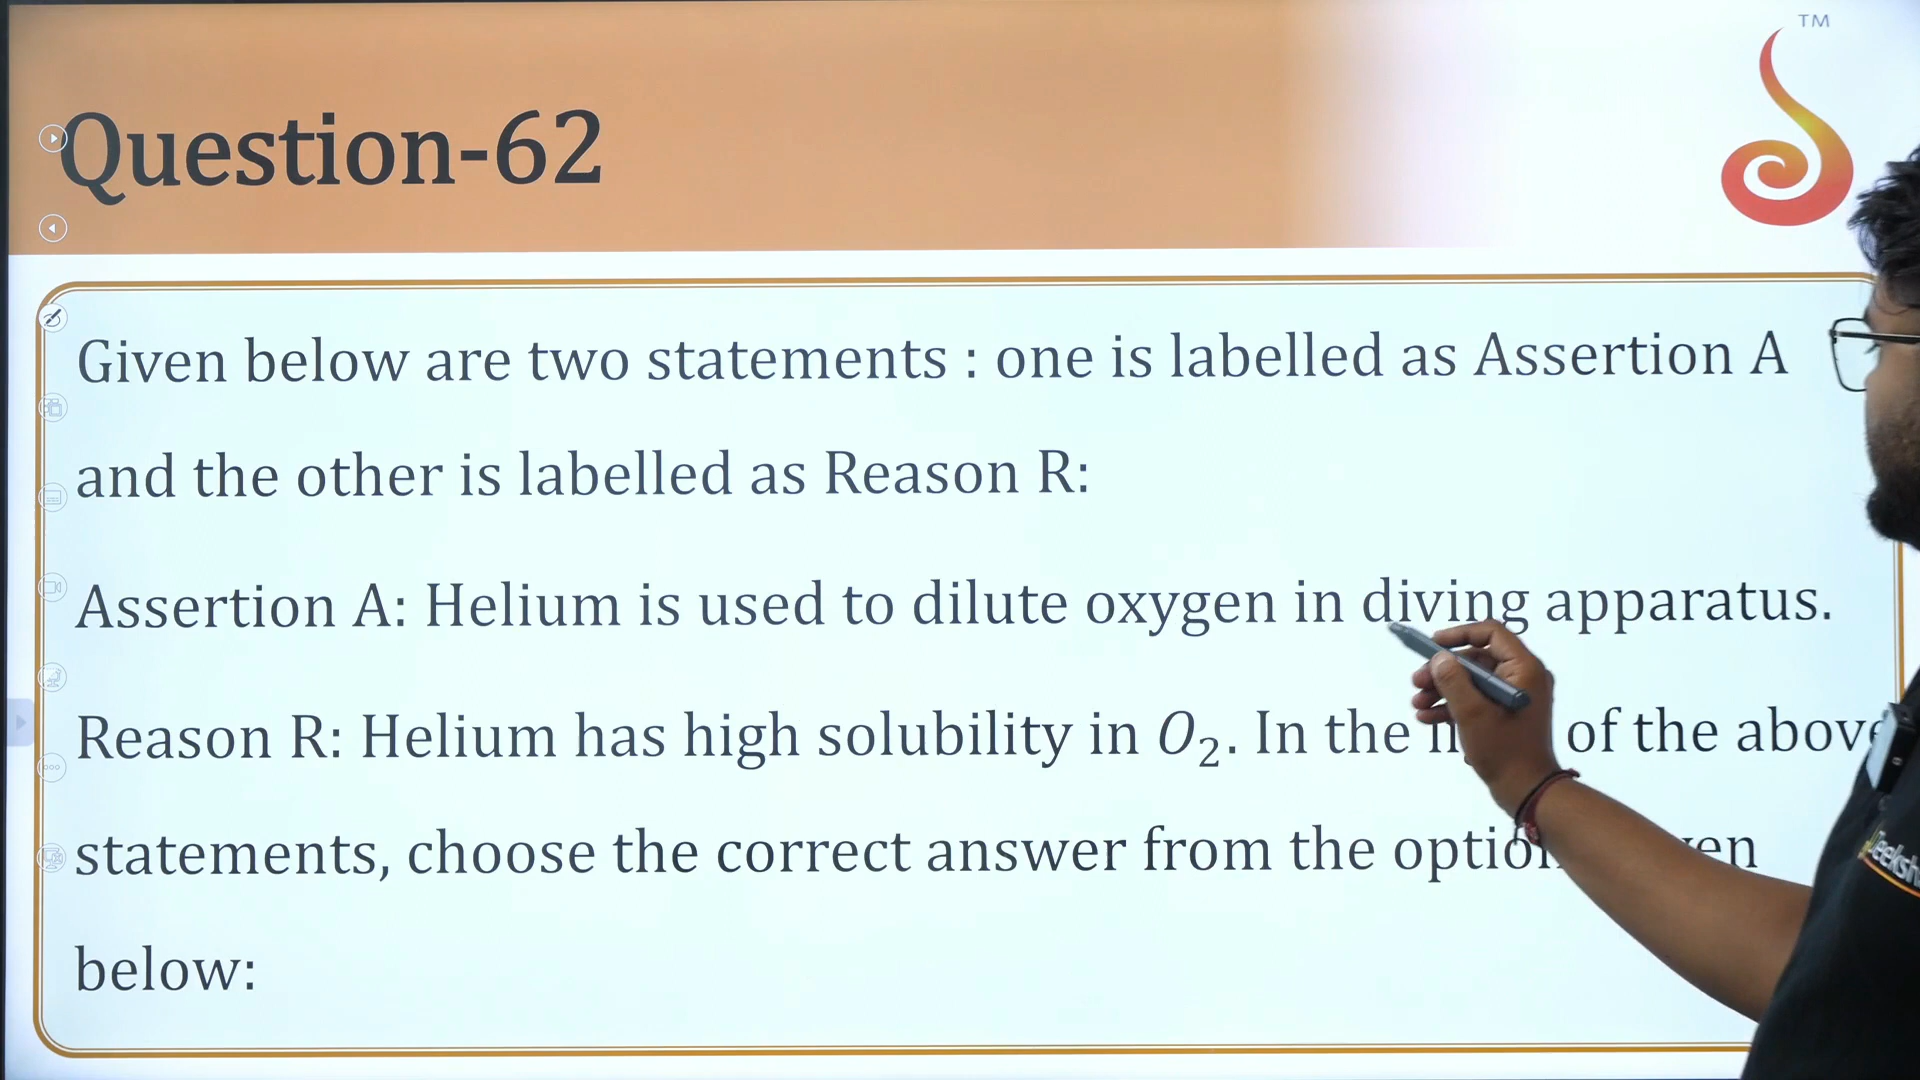 TM
Question-62
Given below are two statements : one is labelled as Assertion A
and the other is labelled as Reason R:
Assertion A: Helium is used to dilute oxygen in diving apparatus.
Reason R: Helium has high solubility in O₂. In the of the above
statements, choose the correct answer from the
below: